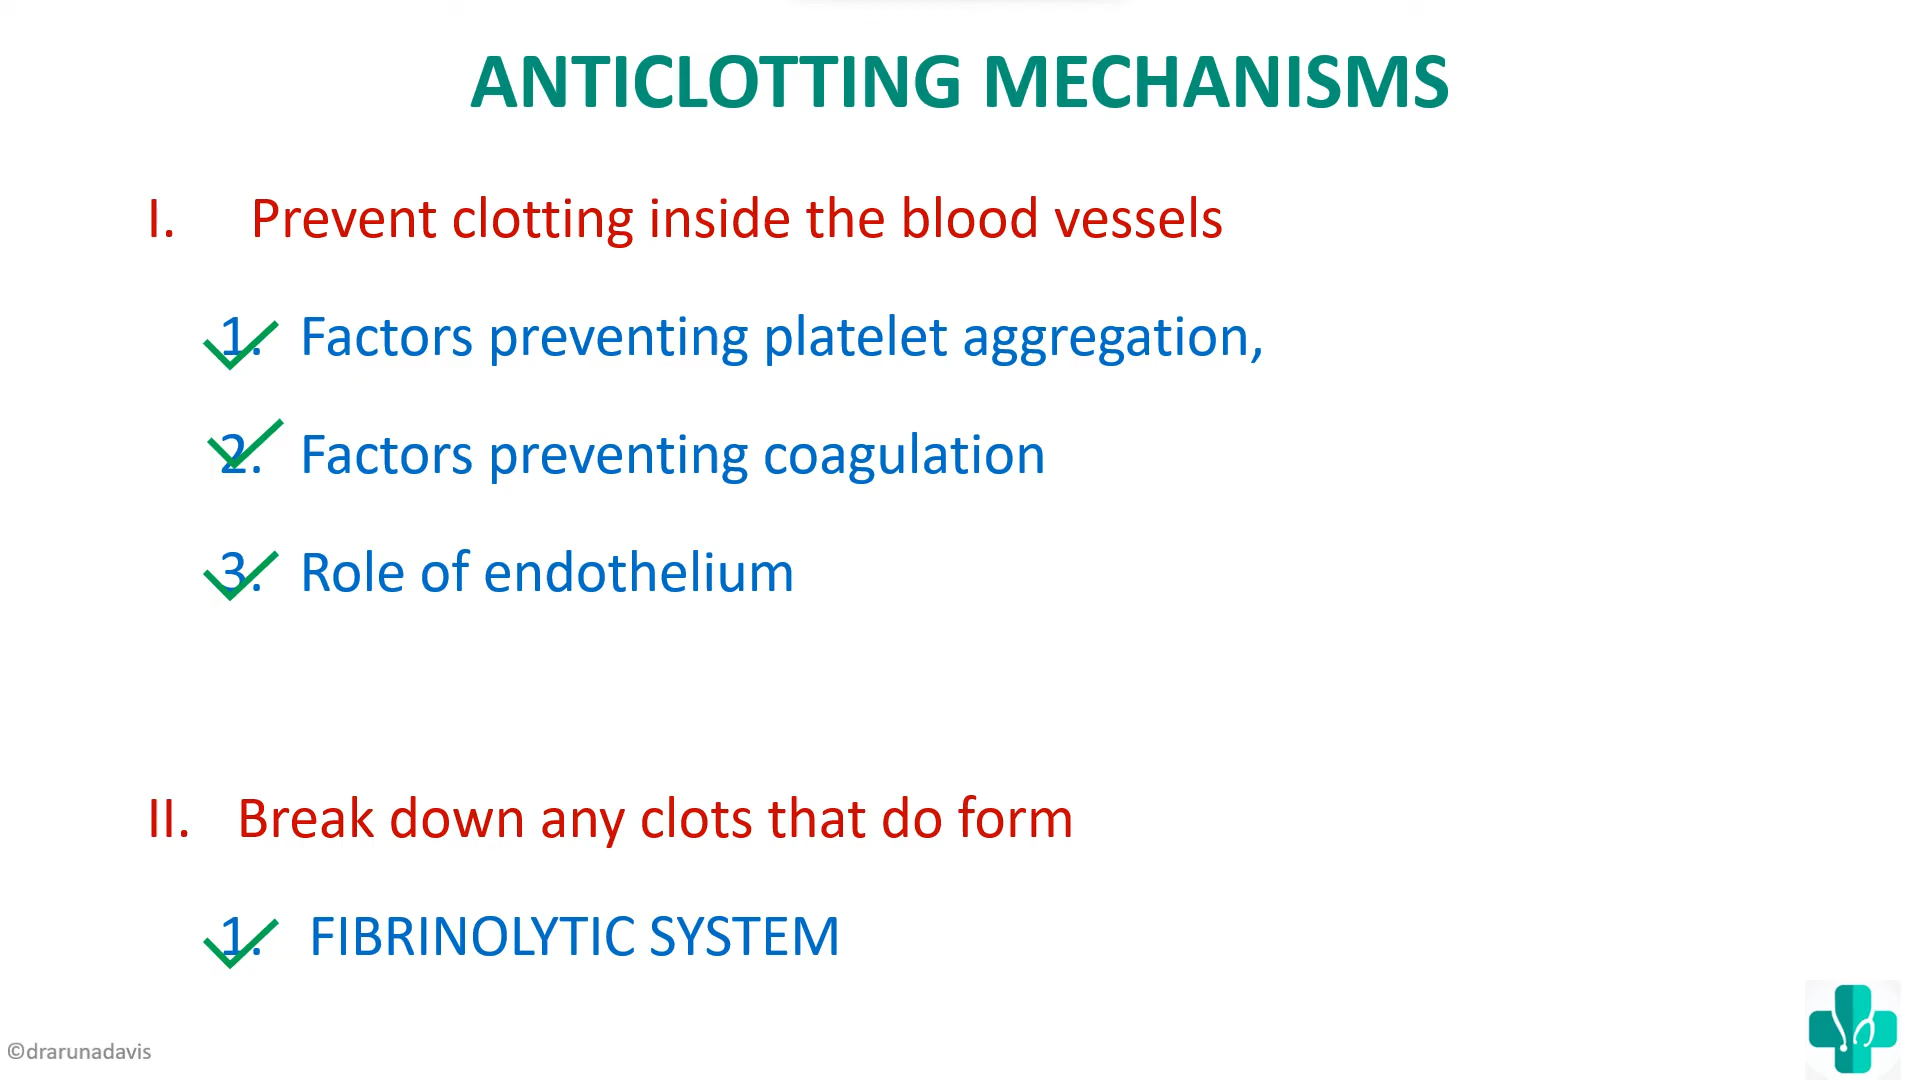 ANTICLOTTING MECHANISMS
I. Prevent clotting inside the blood vessels
1. Factors preventing platelet aggregation,
2. Factors preventing coagulation
3. Role of endothelium
II. Break down any clots that do form
1. FIBRINOLYTIC SYSTEM
©drarunadavis